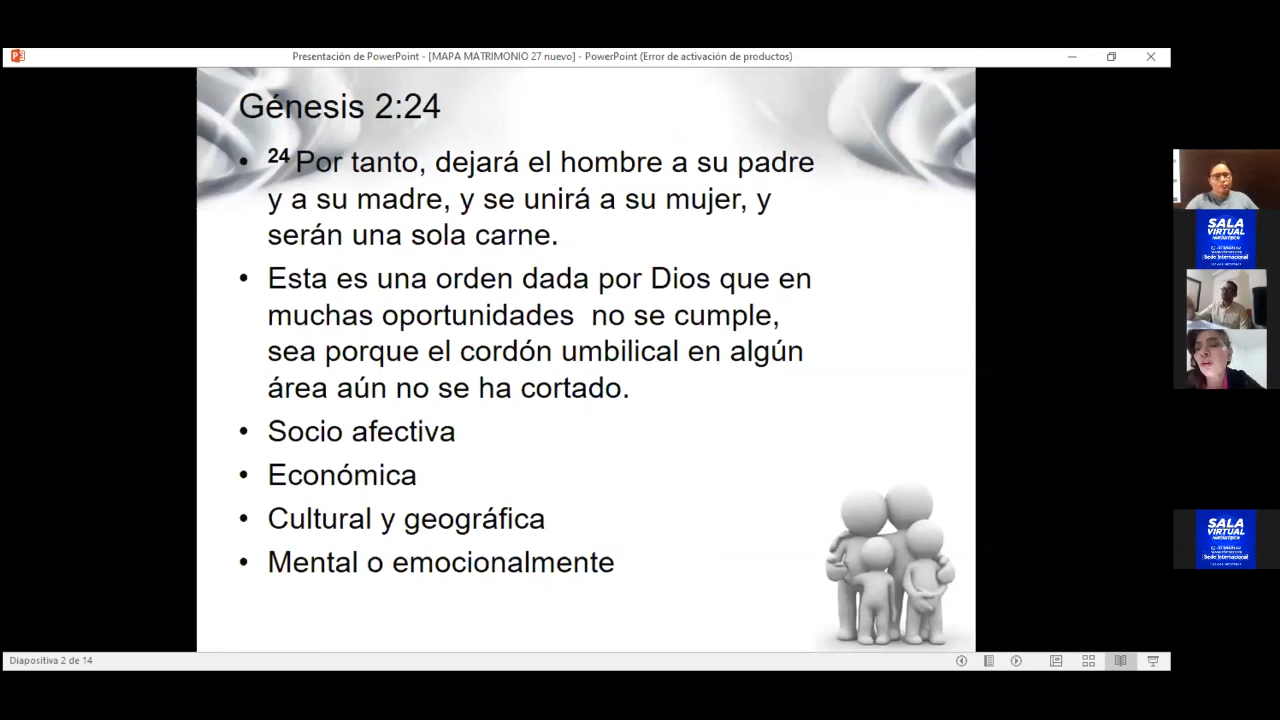 Presentación de PowerPoint - [MAPA MATRIMONIO 27 nuevo] - PowerPoint (Error de activación de productos)
Génesis 2:24
• 24 Por tanto, dejará el hombre a su padre
y a su madre, y se unirá a su mujer, y
serán una sola carne.
• Esta es una orden dada por Dios que en
muchas oportunidades no se cumple,
sea porque el cordón umbilical en algún
área aún no se ha cortado.
• Socio afectiva
• Económica
• Cultural y geográfica
• Mental o emocionalmente
Diapositiva 2 de 14
SALA
VIRTUAL
Sede Internacional
SALA
VIRTUAL
Sede Internacional